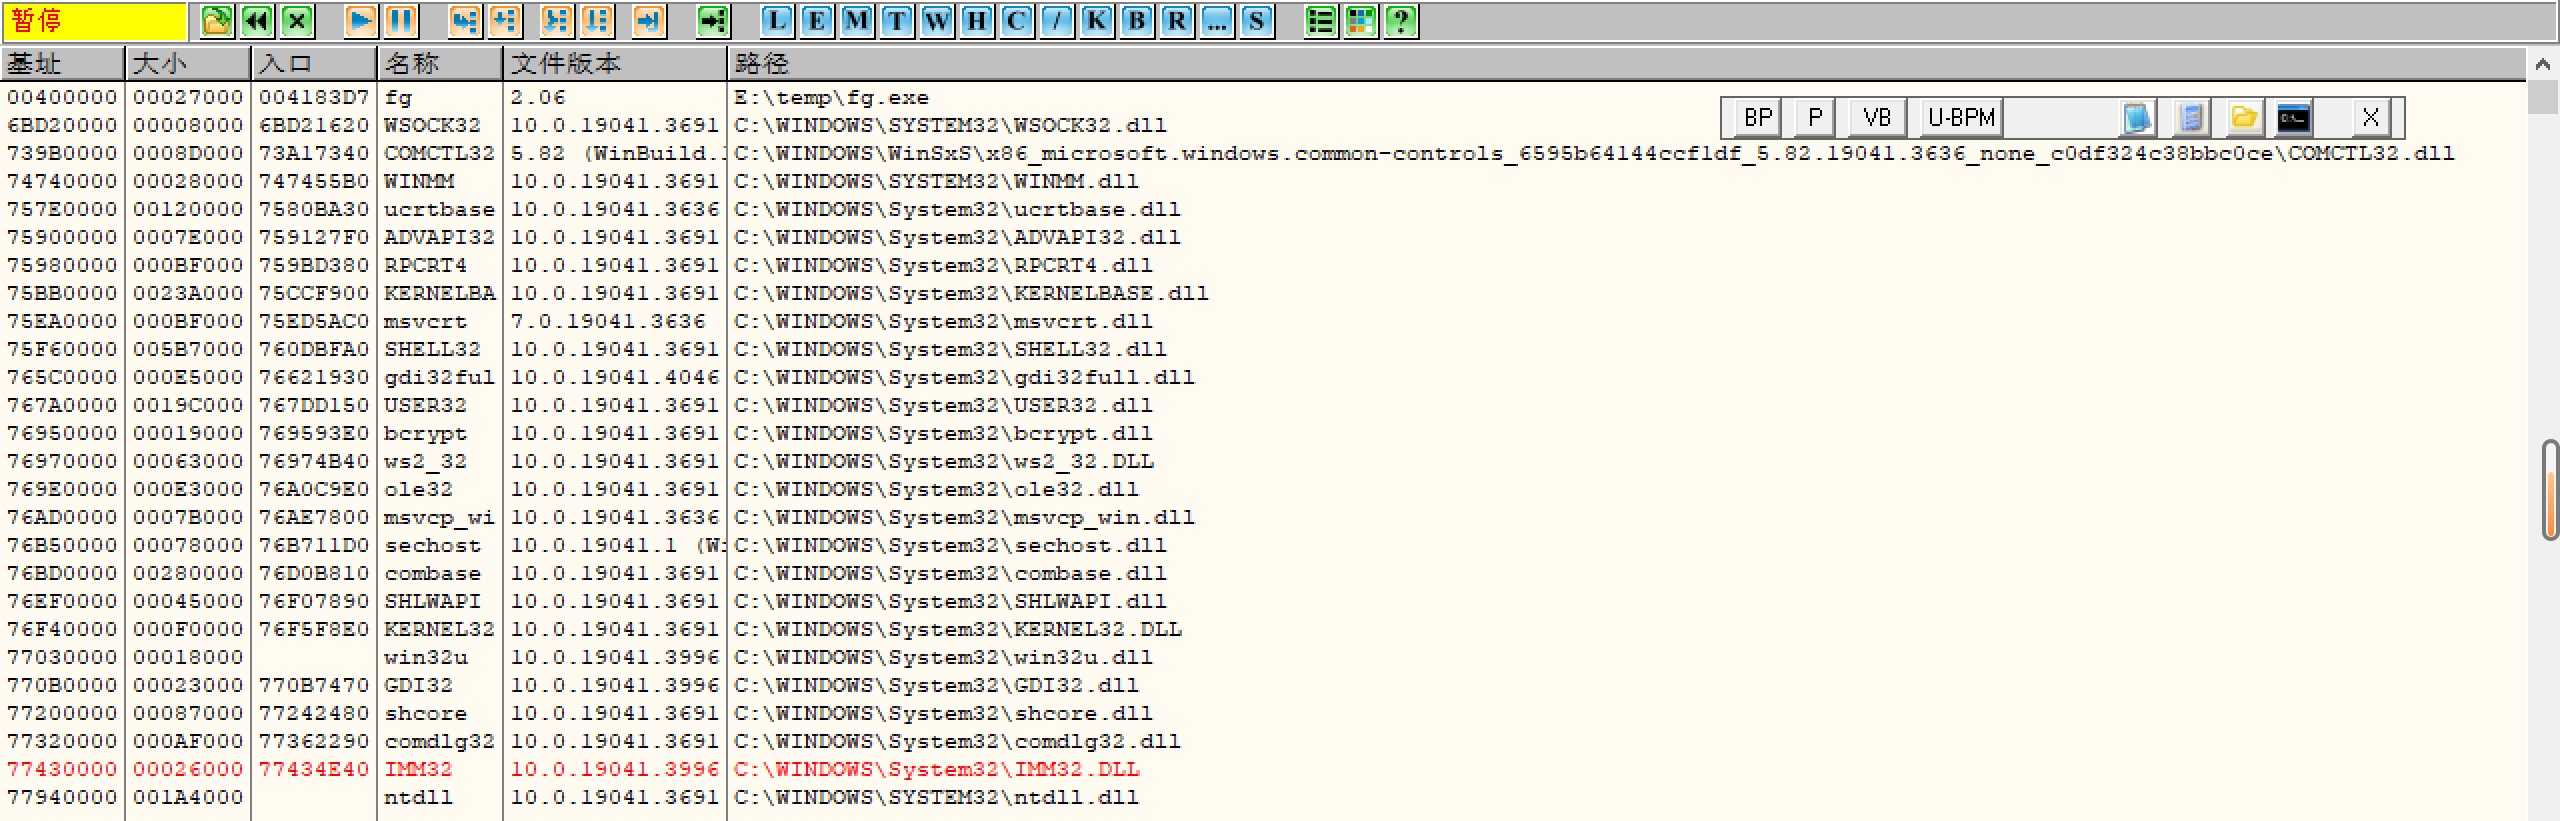 暂停 L E M T W H C / K B R ... S ?
基址 大小 入口 名称 文件版本 路径
00400000 00027000 004183D7 fg 2.06 E:\temp\fg.exe
BP P VB U-BPM X
6BD20000 00008000 6BD21620 WSOCK32 10.0.19041.3691 C:\WINDOWS\SYSTEM32\WSOCK32.dll
739B0000 0008D000 73A17340 COMCTL32 5.82 (WinBuild. C:\WINDOWS\WinSxS\x86_microsoft.windows.common-controls_6595b64144ccf1df_5.82.19041.3636_none_c0df324c38bbc0ce\COMCTL32.dll
74740000 00028000 747455B0 WINMM 10.0.19041.3691 C:\WINDOWS\SYSTEM32\WINMM.dll
757E0000 00120000 7580BA30 ucrtbase 10.0.19041.3636 C:\WINDOWS\System32\ucrtbase.dll
75900000 0007E000 759127F0 ADVAPI32 10.0.19041.3691 C:\WINDOWS\System32\ADVAPI32.dll
75980000 000BF000 759BD380 RPCRT4 10.0.19041.3691 C:\WINDOWS\System32\RPCRT4.dll
75BB0000 0023A000 75CCF900 KERNELBA 10.0.19041.3691 C:\WINDOWS\System32\KERNELBASE.dll
75EA0000 000BF000 75ED5AC0 msvcrt 7.0.19041.3636 C:\WINDOWS\System32\msvcrt.dll
75F60000 005B7000 760DBFA0 SHELL32 10.0.19041.3691 C:\WINDOWS\System32\SHELL32.dll
765C0000 000E5000 76621930 gdi32ful 10.0.19041.4046 C:\WINDOWS\System32\gdi32full.dll
767A0000 0019C000 767DD150 USER32 10.0.19041.3691 C:\WINDOWS\System32\USER32.dll
76950000 00019000 769593E0 bcrypt 10.0.19041.3691 C:\WINDOWS\System32\bcrypt.dll
76970000 00063000 76974B40 ws2_32 10.0.19041.3691 C:\WINDOWS\System32\ws2_32.DLL
769E0000 000E3000 76A0C9E0 ole32 10.0.19041.3691 C:\WINDOWS\System32\ole32.dll
76AD0000 0007B000 76AE7800 msvcp_wi 10.0.19041.3636 C:\WINDOWS\System32\msvcp_win.dll
76B50000 00078000 76B711D0 sechost 10.0.19041.1 (W C:\WINDOWS\System32\sechost.dll
76BD0000 00280000 76D0B810 combase 10.0.19041.3691 C:\WINDOWS\System32\combase.dll
76EF0000 00045000 76F07890 SHLWAPI 10.0.19041.3691 C:\WINDOWS\System32\SHLWAPI.dll
76F40000 000F0000 76F5F8E0 KERNEL32 10.0.19041.3691 C:\WINDOWS\System32\KERNEL32.DLL
77030000 00018000 win32u 10.0.19041.3996 C:\WINDOWS\System32\win32u.dll
770B0000 00023000 770B7470 GDI32 10.0.19041.3996 C:\WINDOWS\System32\GDI32.dll
77200000 00087000 77242480 shcore 10.0.19041.3691 C:\WINDOWS\System32\shcore.dll
77320000 000AF000 77362290 comdlg32 10.0.19041.3691 C:\WINDOWS\System32\comdlg32.dll
77430000 00026000 77434E40 IMM32 10.0.19041.3996 C:\WINDOWS\System32\IMM32.DLL
77940000 001A4000 ntdll 10.0.19041.3691 C:\WINDOWS\SYSTEM32\ntdll.dll